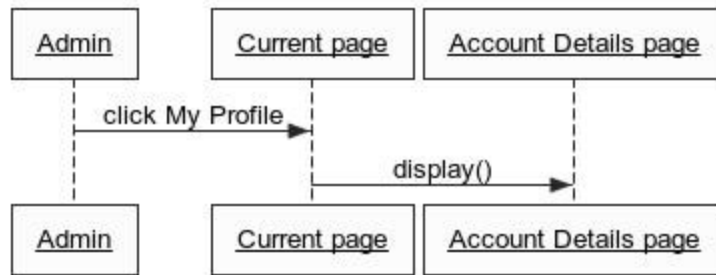 Admin
Current page
Account Details page
click My Profile
display()
Admin
Current page
Account Details page